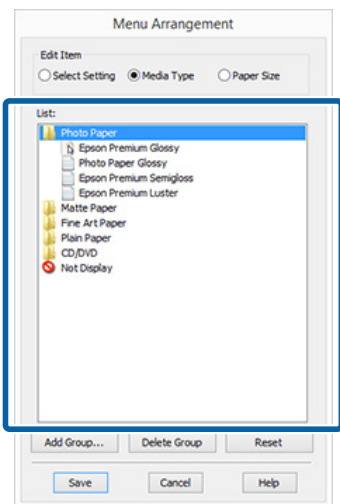 Menu Arrangement
Edit Item
Select Setting Media Type Paper Size
List:
Photo Paper
Epson Premium Glossy
Photo Paper Glossy
Epson Premium Semigloss
Epson Premium Luster
Matte Paper
Fine Art Paper
Plain Paper
CD/DVD
Not Display
Add Group... Delete Group Reset
Save Cancel Help